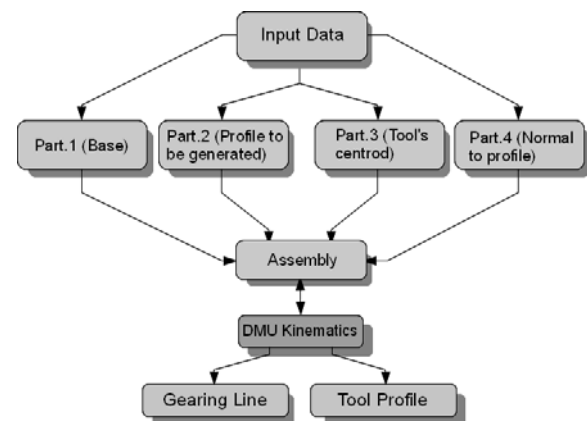 Input Data
Part.1 (Base)
Part.2 (Profile to
be generated)
Part.3 (Tool's
centrod)
Part.4 (Normal
to profile)
Assembly
DMU Kinematics
Gearing Line
Tool Profile